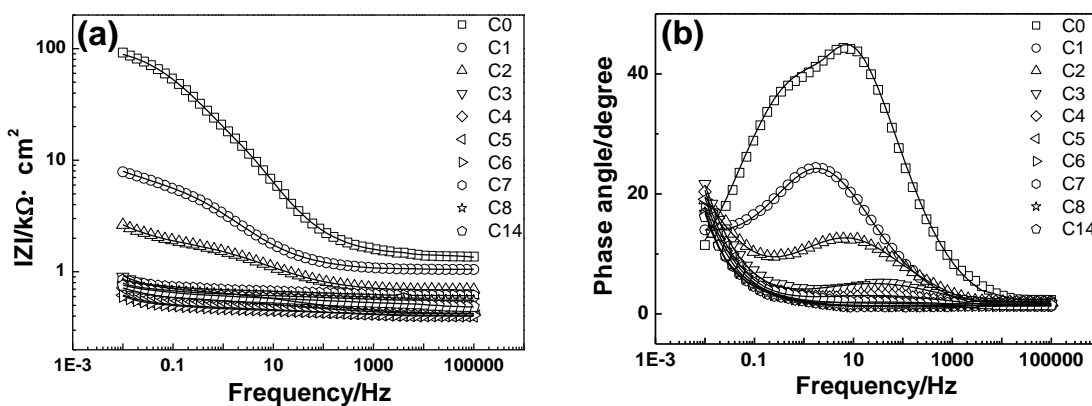 (a)
100
10
1
IZI/kΩ· cm²
1E-3 0.1 10 1000 100000
Frequency/Hz
C0
C1
C2
C3
C4
C5
C6
C7
C8
C14
(b)
40
20
0
Phase angle/degree
1E-3 0.1 10 1000 100000
Frequency/Hz
C0
C1
C2
C3
C4
C5
C6
C7
C8
C14